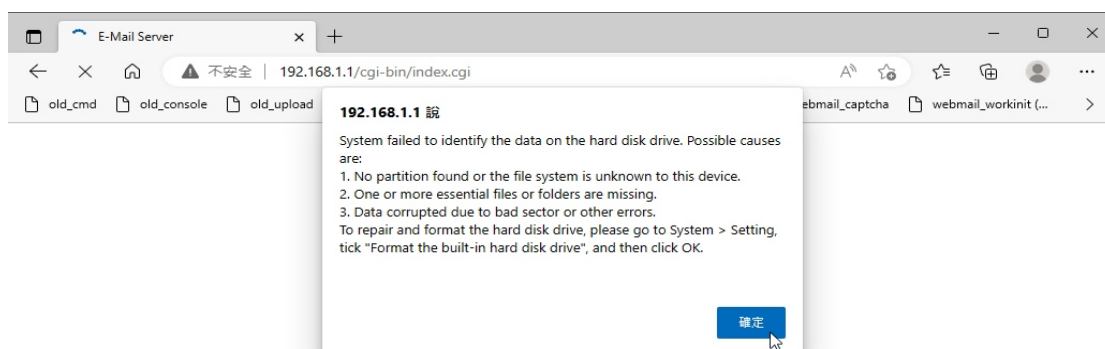 E-Mail Server
不安全 | 192.168.1.1/cgi-bin/index.cgi
old_cmd old_console old_upload ebmail_captcha webmail_workinit (...
192.168.1.1 說
System failed to identify the data on the hard disk drive. Possible causes
are:
1. No partition found or the file system is unknown to this device.
2. One or more essential files or folders are missing.
3. Data corrupted due to bad sector or other errors.
To repair and format the hard disk drive, please go to System > Setting,
tick "Format the built-in hard disk drive", and then click OK.
確定